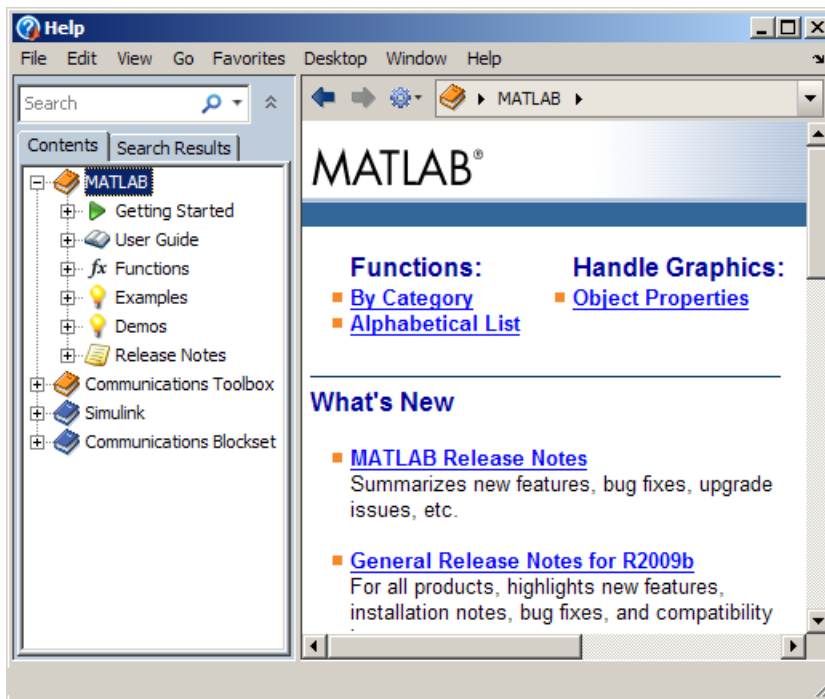 Help
File Edit View Go Favorites Desktop Window Help
Search
MATLAB
Contents Search Results
MATLAB
Getting Started
User Guide
fx Functions
Examples
Demos
Release Notes
Communications Toolbox
Simulink
Communications Blockset
MATLAB®
Functions: Handle Graphics:
By Category Object Properties
Alphabetical List
What's New
MATLAB Release Notes
Summarizes new features, bug fixes, upgrade
issues, etc.
General Release Notes for R2009b
For all products, highlights new features,
installation notes, bug fixes, and compatibility